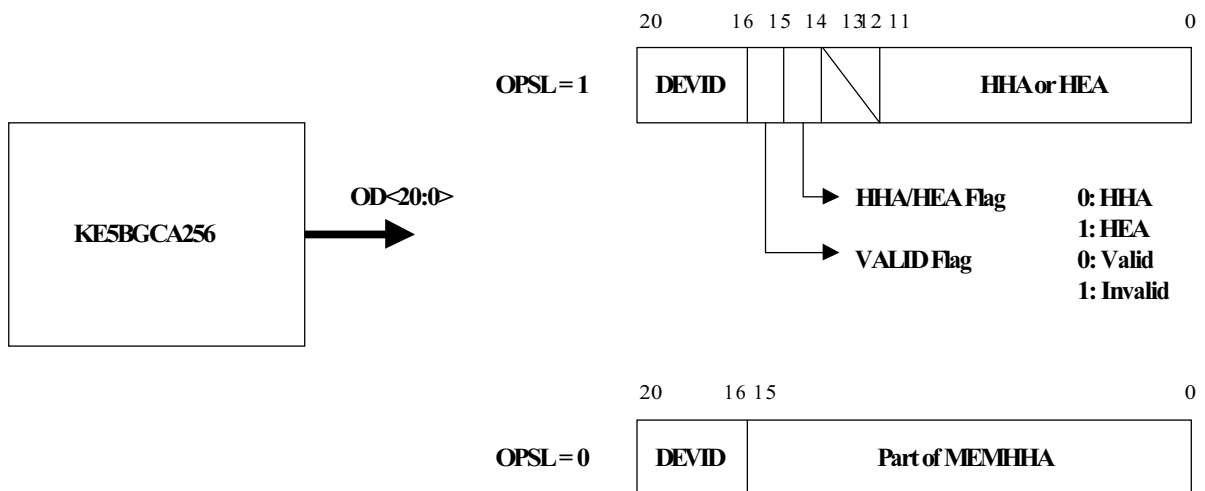 20 16 15 14 13 12 11 0
OPSL = 1 DEVID HHA or HEA
OD<20:0>
KE5BGCA256
HHA/HEA Flag 0: HHA
1: HEA
VALID Flag 0: Valid
1: Invalid
20 16 15 0
OPSL = 0 DEVID Part of MEMHHA